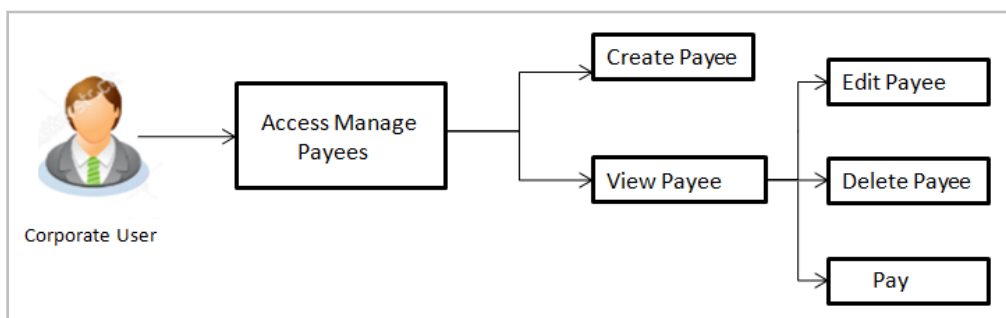 Create Payee
Edit Payee
Access Manage
Payees
View Payee
Delete Payee
Corporate User
Pay